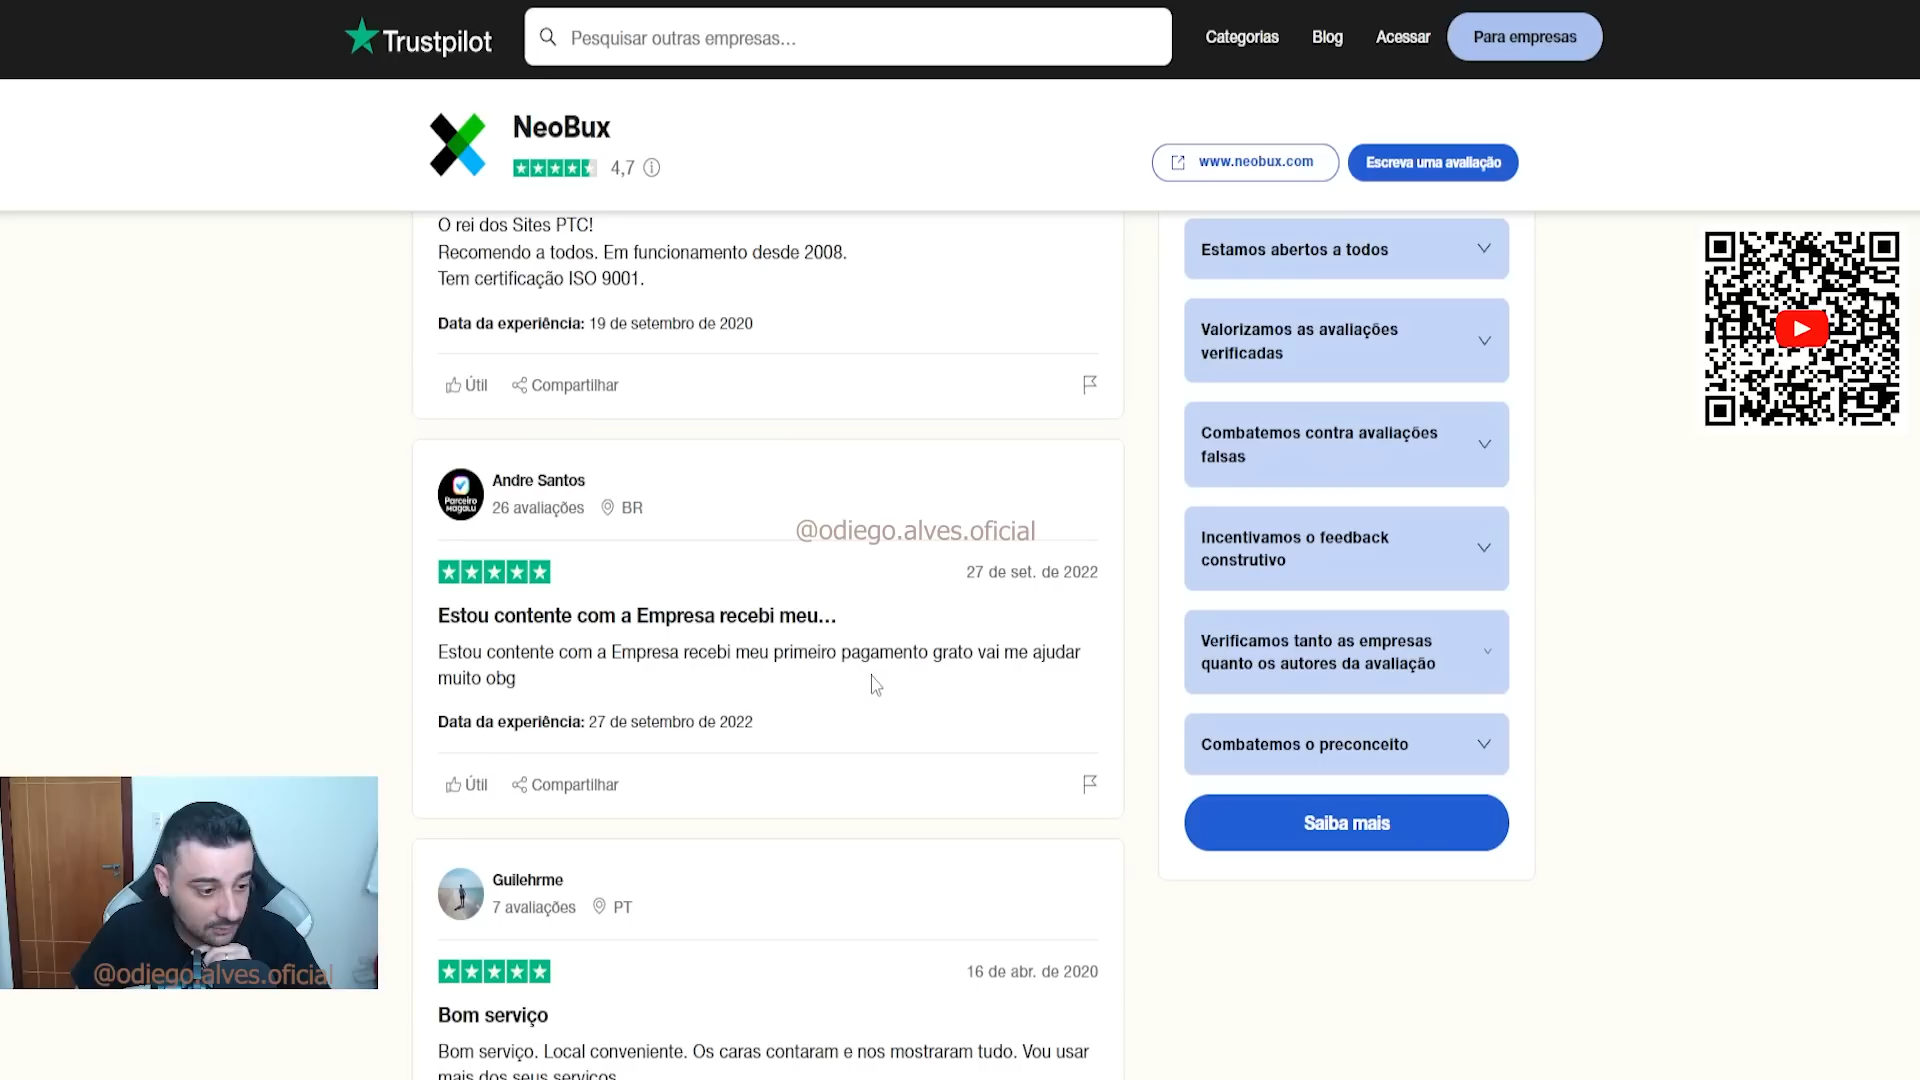 Trustpilot
Pesquisar outras empresas...
Categorias
Blog
Acessar
Para empresas
NeoBux
4,7
www.neobux.com
Escreva uma avaliação
O rei dos Sites PTC!
Recomendo a todos. Em funcionamento desde 2008.
Tem certificação ISO 9001.
Data da experiência: 19 de setembro de 2020
Útil
Compartilhar
Parceiro
Magalu
Andre Santos
26 avaliações
BR
@odiego.alves.oficial
27 de set. de 2022
Estou contente com a Empresa recebi meu…
Estou contente com a Empresa recebi meu primeiro pagamento grato vai me ajudar
muito obg
Data da experiência: 27 de setembro de 2022
Útil
Compartilhar
Guilehrme
7 avaliações
PT
16 de abr. de 2020
Bom serviço
Bom serviço. Local conveniente. Os caras contaram e nos mostraram tudo. Vou usar
mais dos seus serviços
Estamos abertos a todos
Valorizamos as avaliações
verificadas
Combatemos contra avaliações
falsas
Incentivamos o feedback
construtivo
Verificamos tanto as empresas
quanto os autores da avaliação
Combatemos o preconceito
Saiba mais
@odiego.alves.oficial